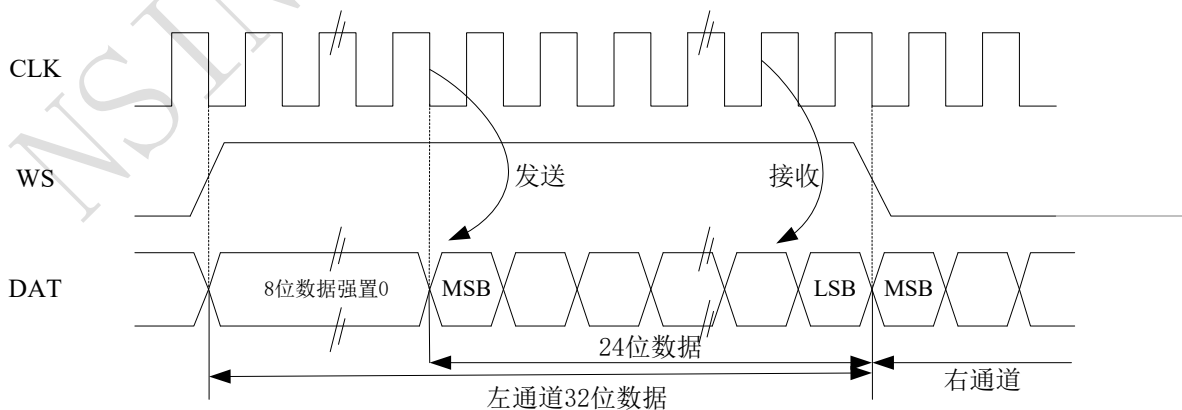 CLK
WS
发送
接收
DAT
8位数据强置0
MSB
LSB
MSB
24位数据
左通道32位数据
右通道
NSIN